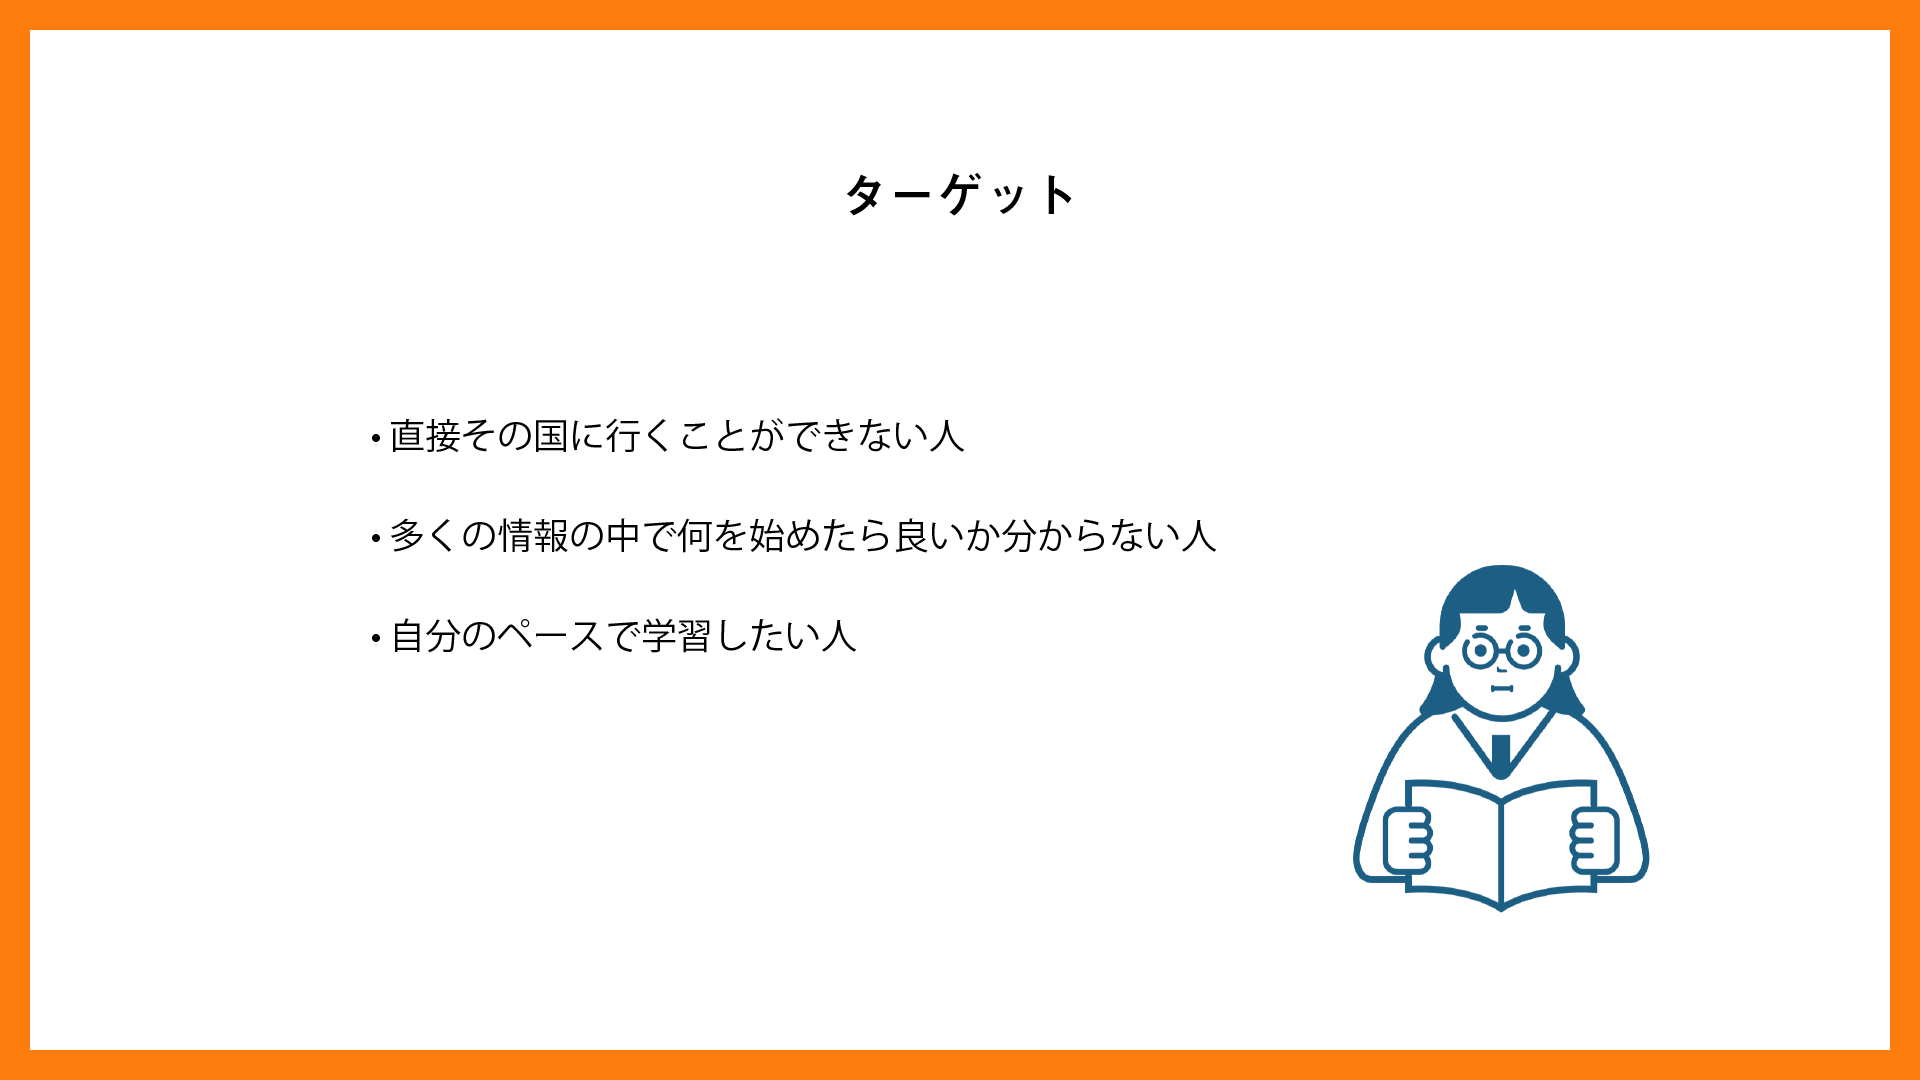 ターゲット
• 直接その国に行くことができない人
• 多くの情報の中で何を始めたら良いか分からない人
• 自分のペースで学習したい人